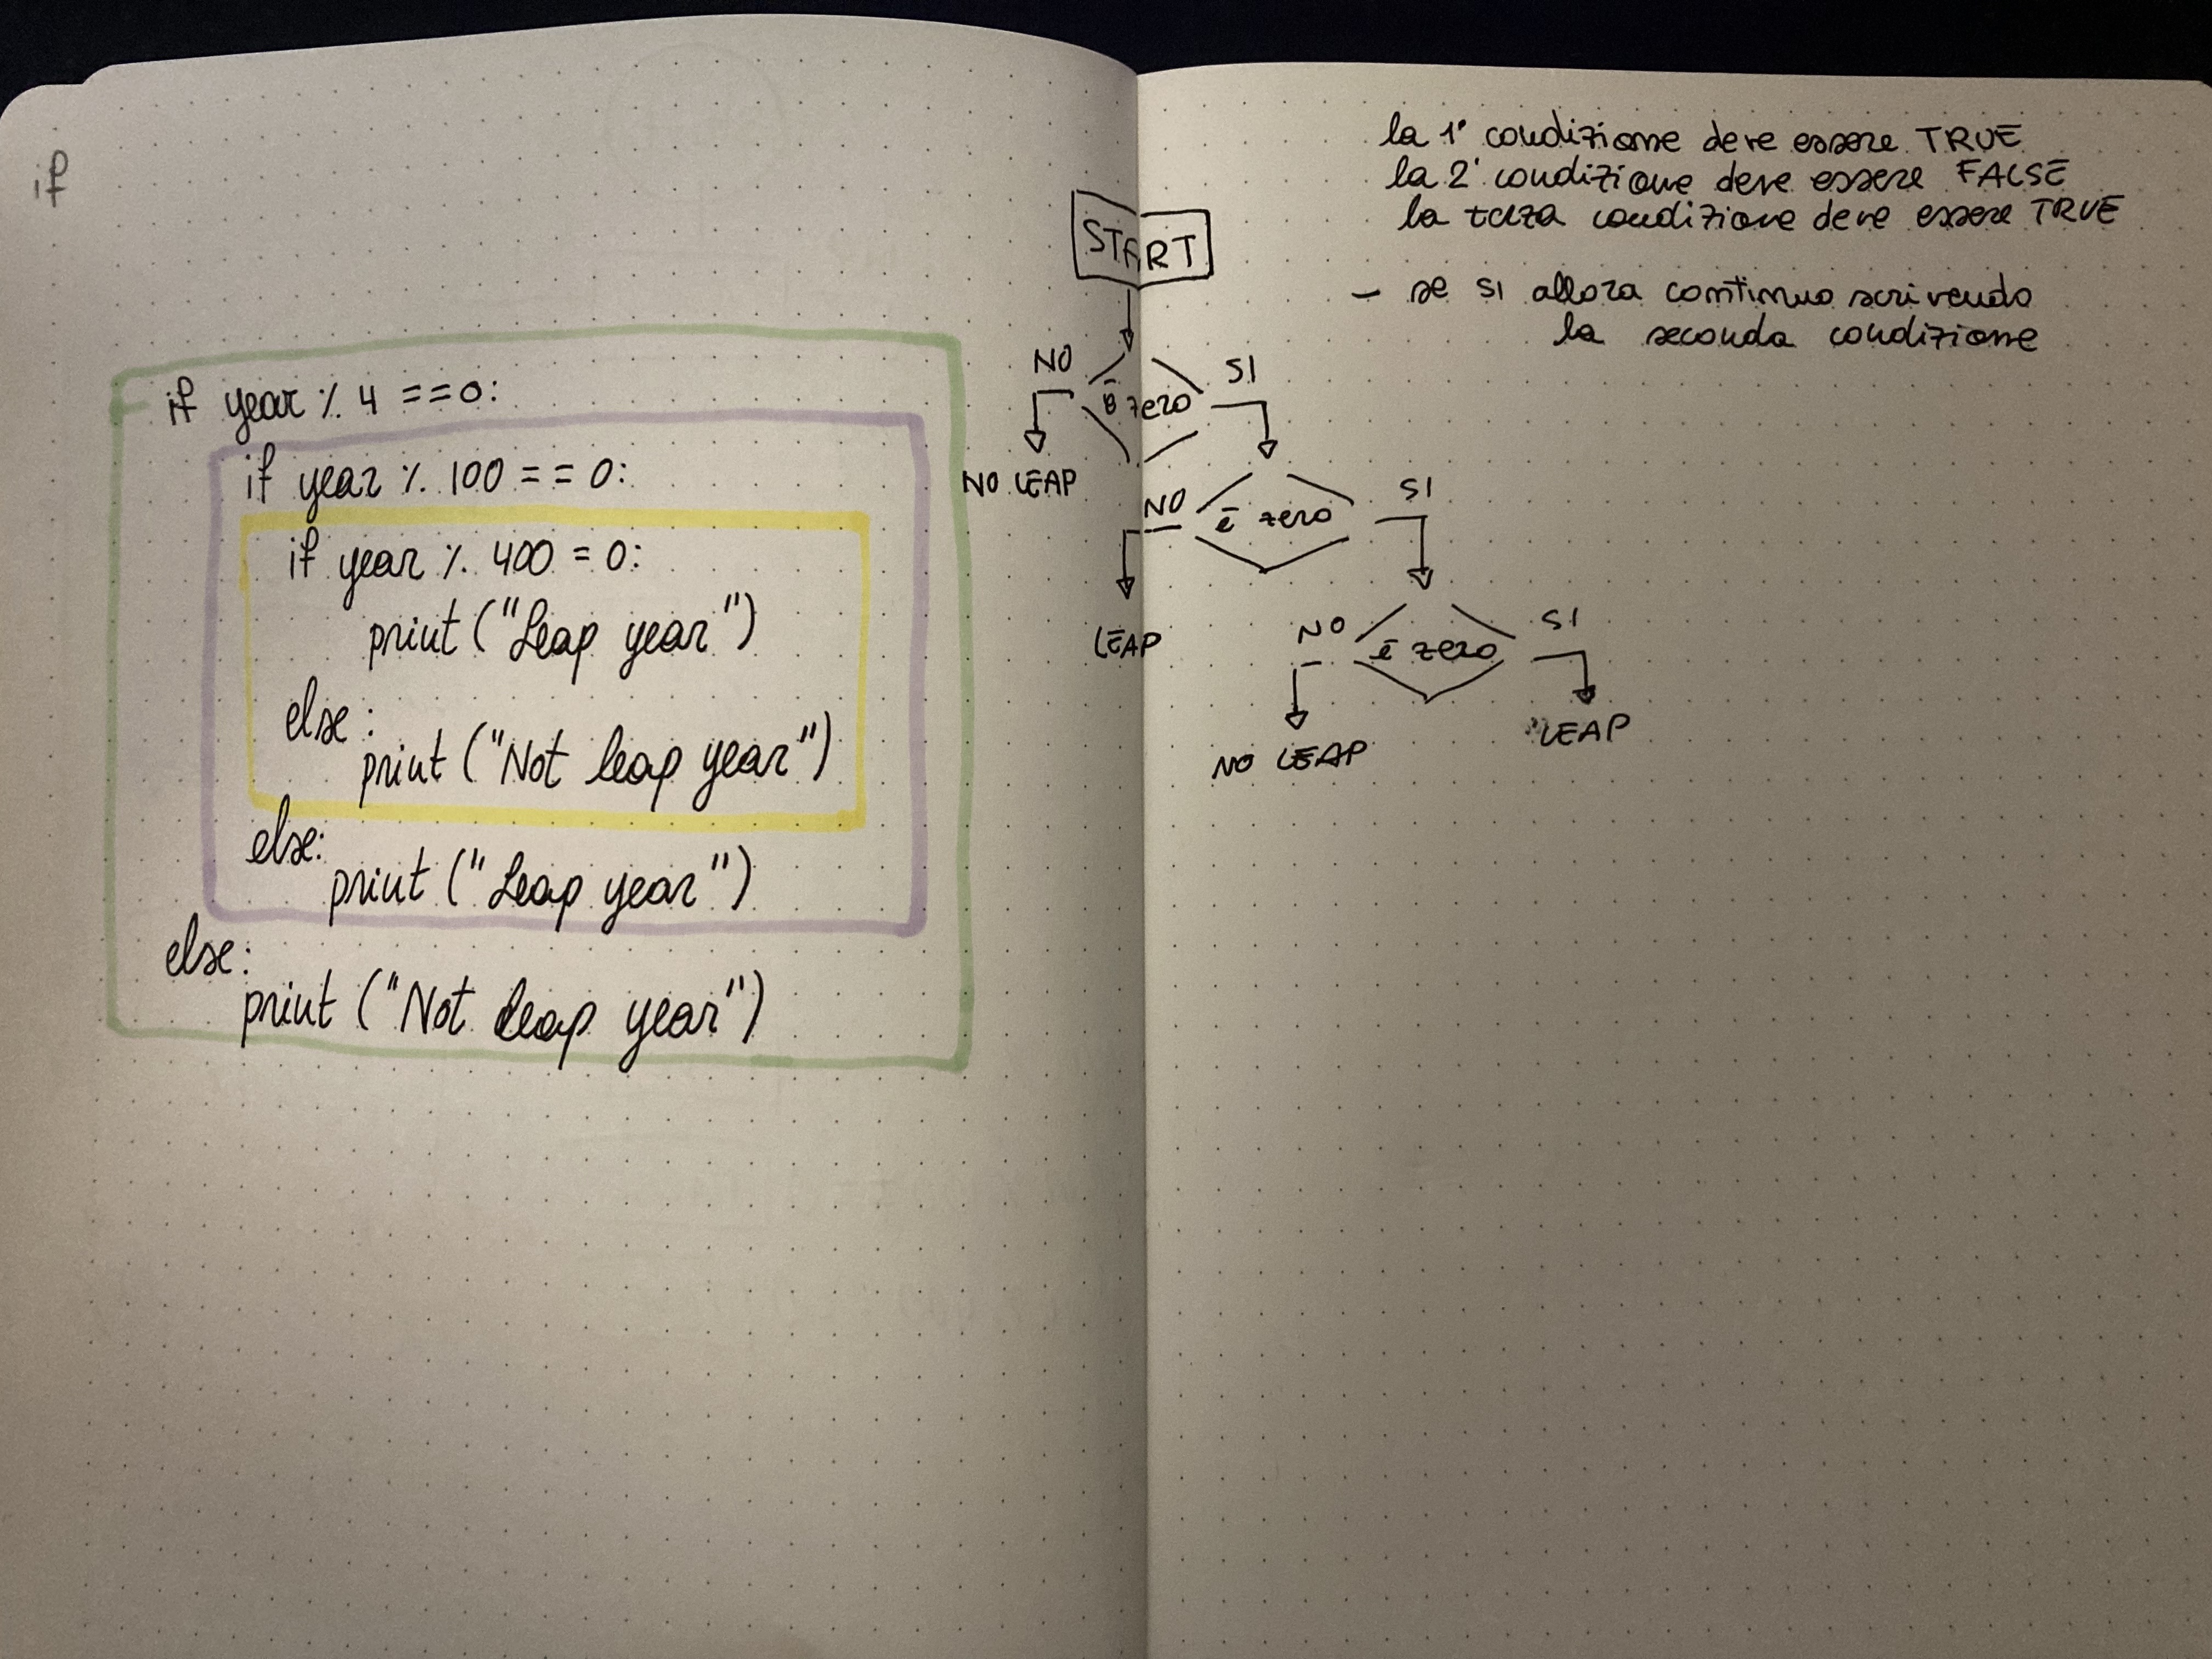 if
if year % 4 == 0:
if year % 100 == 0:
if year % 400 = 0:
print ("Leap year")
else:
print ("Not leap year")
else:
print ("Leap year")
else:
print ("Not leap year")
START
NO
è zero
SI
NO LEAP
NO
è zero
SI
LEAP
NO
è zero
SI
NO LEAP
LEAP
la 1° condizione deve essere TRUE
la 2° condizione deve essere FALSE
la terza condizione deve essere TRUE
- se si allora continuo scrivendo
la seconda condizione